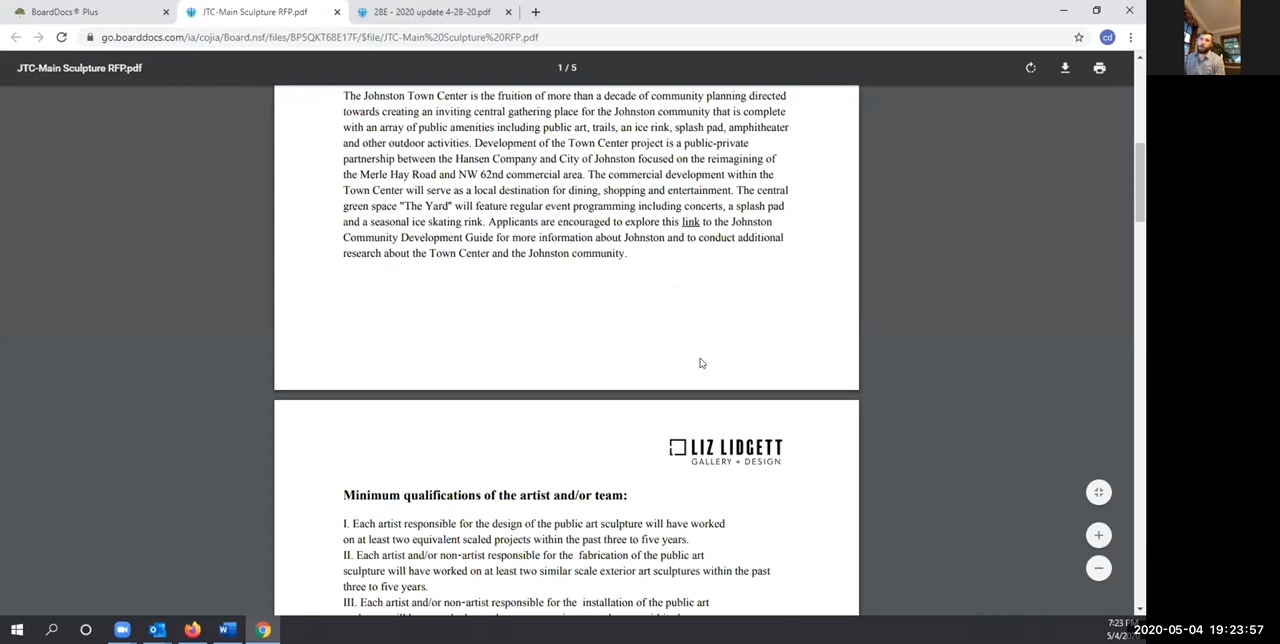 BoardDocs® Plus
JTC-Main Sculpture RFP.pdf
28E - 2020 update 4-28-20.pdf
go.boarddocs.com/ia/cojia/Board.nsf/files/BP5QKT68E17F/$file/JTC-Main%20Sculpture%20RFP.pdf
cd
JTC-Main Sculpture RFP.pdf
1 / 5
The Johnston Town Center is the fruition of more than a decade of community planning directed
towards creating an inviting central gathering place for the Johnston community that is complete
with an array of public amenities including public art, trails, an ice rink, splash pad, amphitheater
and other outdoor activities. Development of the Town Center project is a public-private
partnership between the Hansen Company and City of Johnston focused on the reimagining of
the Merle Hay Road and NW 62nd commercial area. The commercial development within the
Town Center will serve as a local destination for dining, shopping and entertainment. The central
green space "The Yard" will feature regular event programming including concerts, a splash pad
and a seasonal ice skating rink. Applicants are encouraged to explore this link to the Johnston
Community Development Guide for more information about Johnston and to conduct additional
research about the Town Center and the Johnston community.
LIZ LIDGETT
GALLERY + DESIGN
Minimum qualifications of the artist and/or team:
I. Each artist responsible for the design of the public art sculpture will have worked
on at least two equivalent scaled projects within the past three to five years.
II. Each artist and/or non-artist responsible for the fabrication of the public art
sculpture will have worked on at least two similar scale exterior art sculptures within the past
three to five years.
III. Each artist and/or non-artist responsible for the installation of the public art
7:23 PM
5/4/
2020-05-04 19:23:57